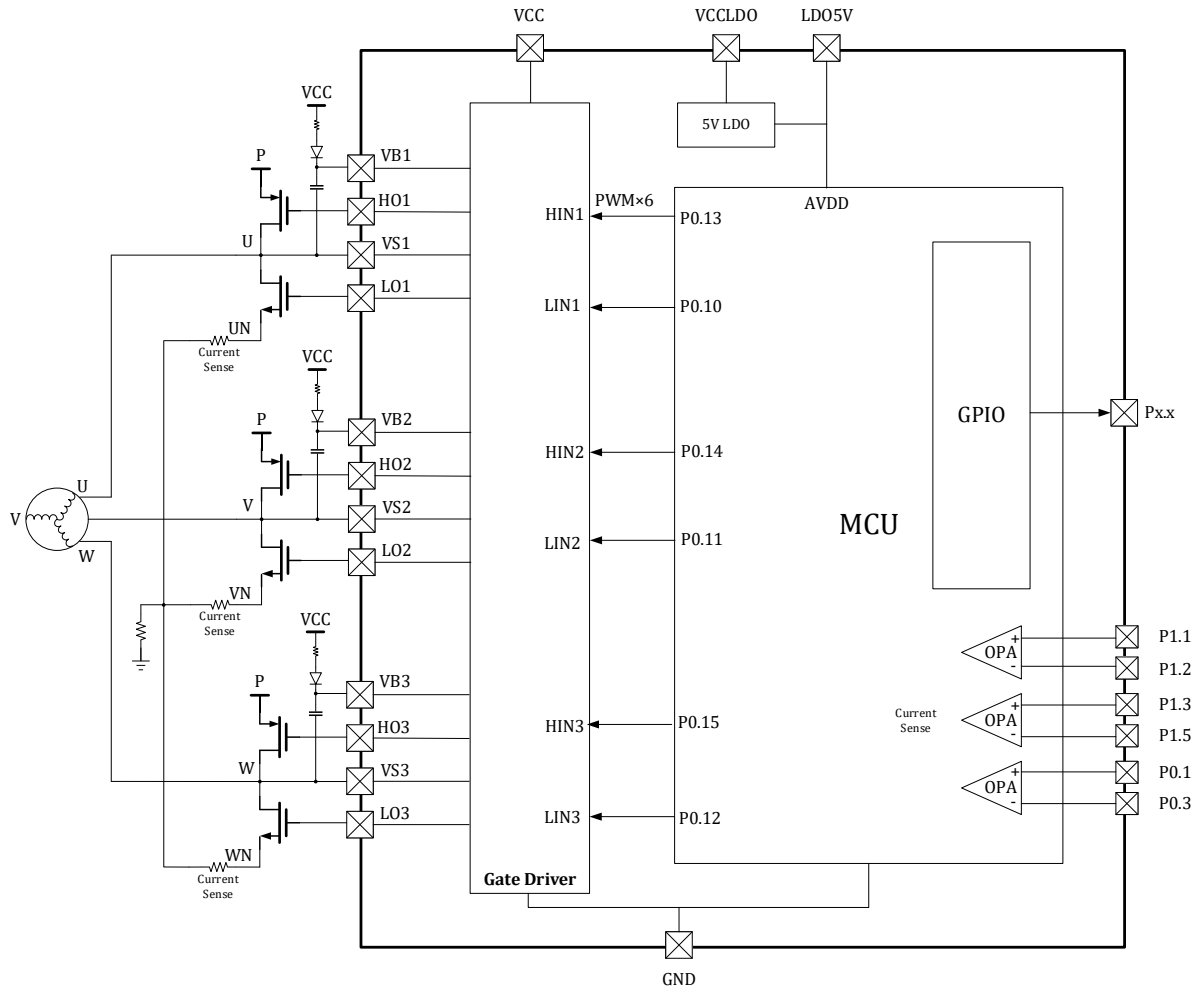 VCC
VCCLDO
LDO5V
VCC
5V LDO
P
VB1
HO1
HIN1
PWM×6
P0.13
AVDD
U
VS1
LO1
LIN1
P0.10
UN
Current
Sense
VCC
GPIO
Px.x
P
VB2
HO2
HIN2
P0.14
U
V
VS2
V
MCU
W
LO2
LIN2
P0.11
VN
Current
Sense
VCC
OPA
+
-
P1.1
P1.2
P
VB3
HO3
HIN3
P0.15
Current
Sense
OPA
+
-
P1.3
P1.5
W
VS3
OPA
+
-
P0.1
P0.3
LO3
LIN3
P0.12
WN
Current
Sense
Gate Driver
GND